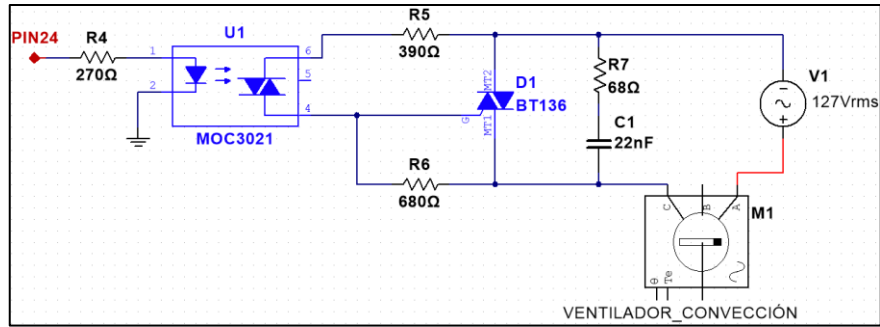 PIN24
R4
270Ω
U1
1
2
6
5
4
MOC3021
R5
390Ω
MT2
G
MT1
D1
BT136
R6
680Ω
R7
68Ω
C1
22nF
V1
127Vrms
C
B
A
M1
θ
Te
VENTILADOR_CONVECCIÓN